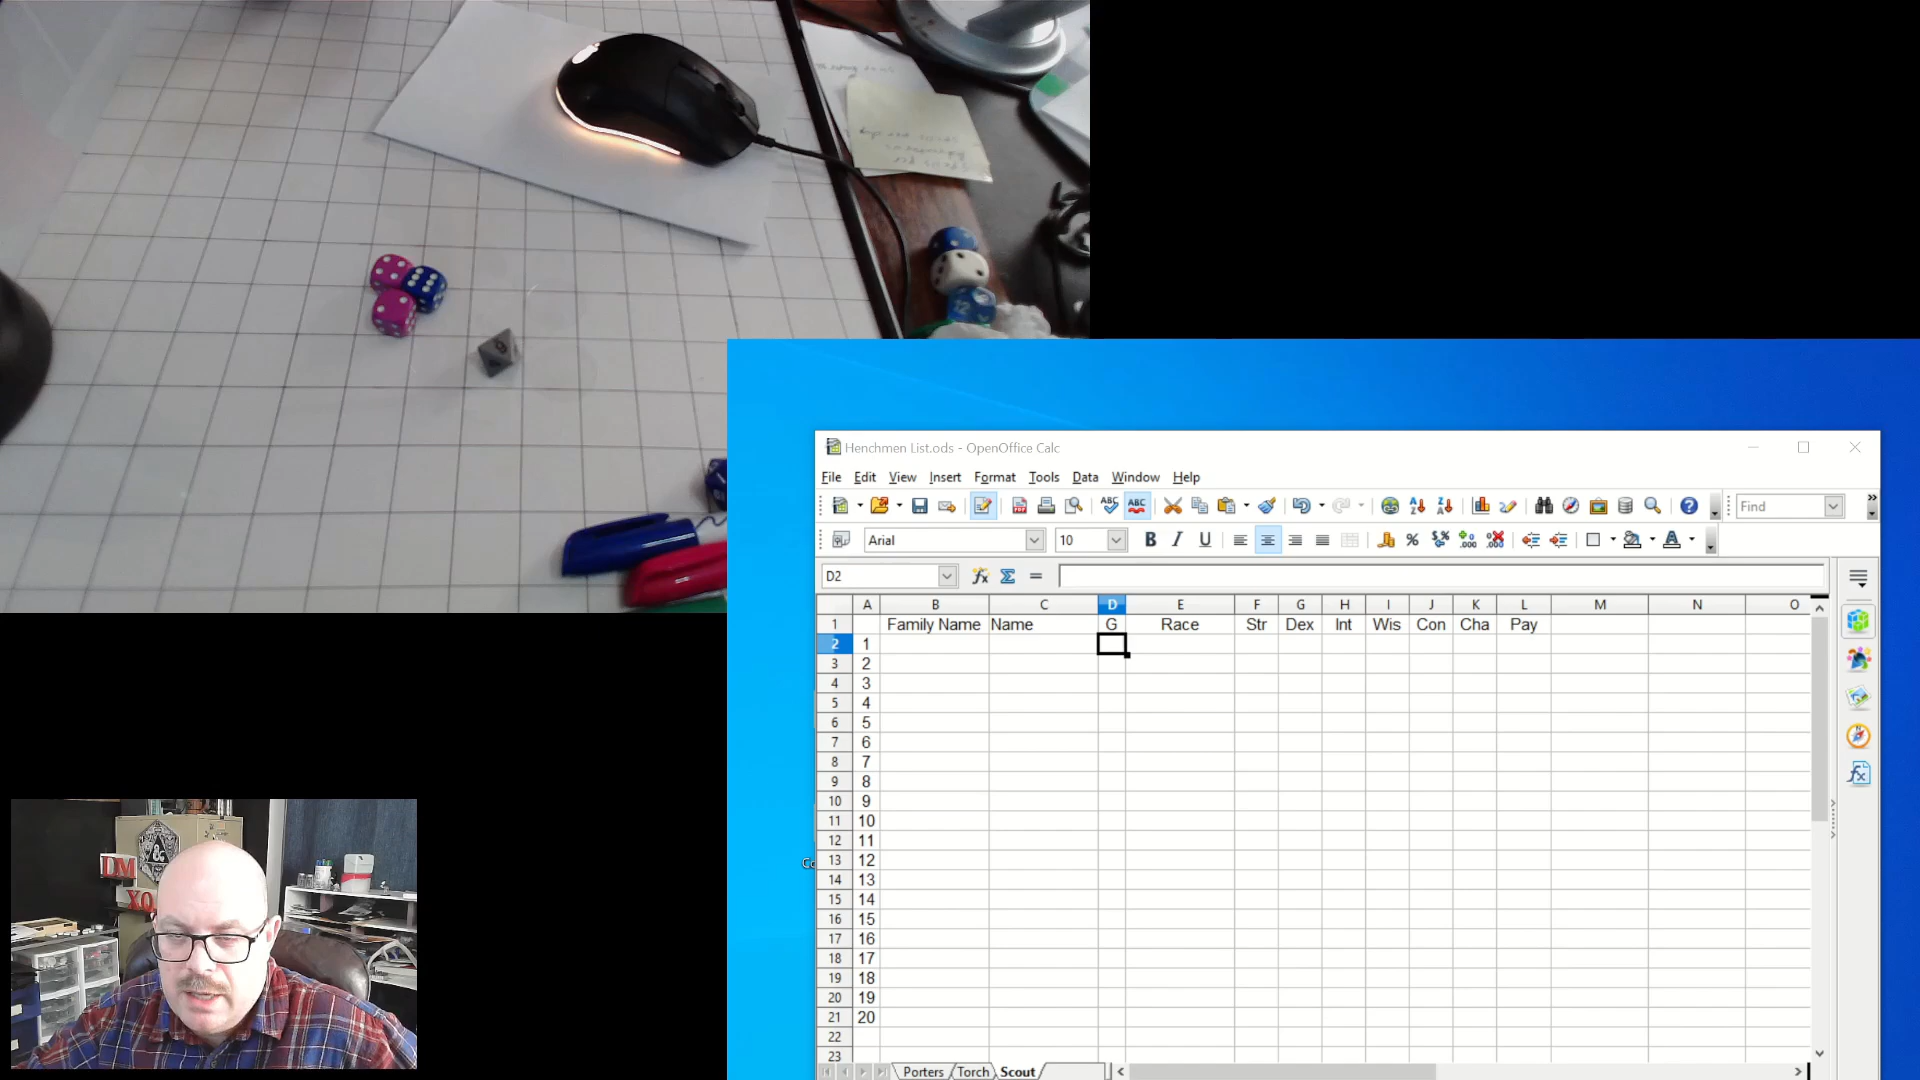 Henchmen List.ods - OpenOffice Calc
File Edit View Insert Format Tools Data Window Help
Find
Arial 10 B I U
D2
A B C D E F G H I J K L M N O
1 Family Name Name G Race Str Dex Int Wis Con Cha Pay
2 1
3 2
4 3
5 4
6 5
7 6
8 7
9 8
10 9
11 10
12 11
13 12
14 13
15 14
16 15
17 16
18 17
19 18
20 19
21 20
22
23
Porters Torch Scout
DM
XO
&